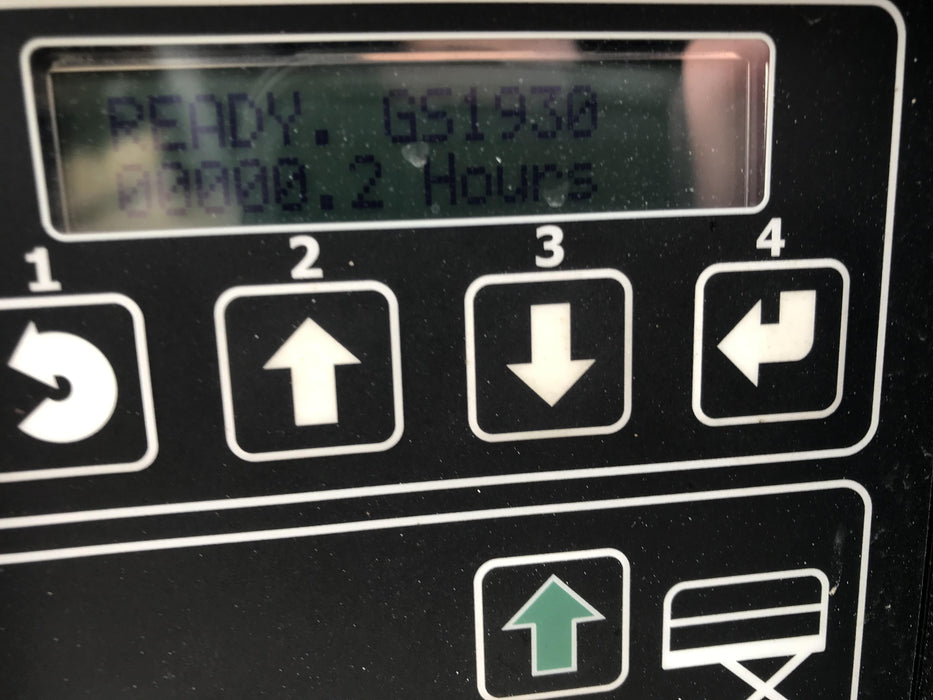 READY. GS1930
00000.2 Hours
1 2 3 4